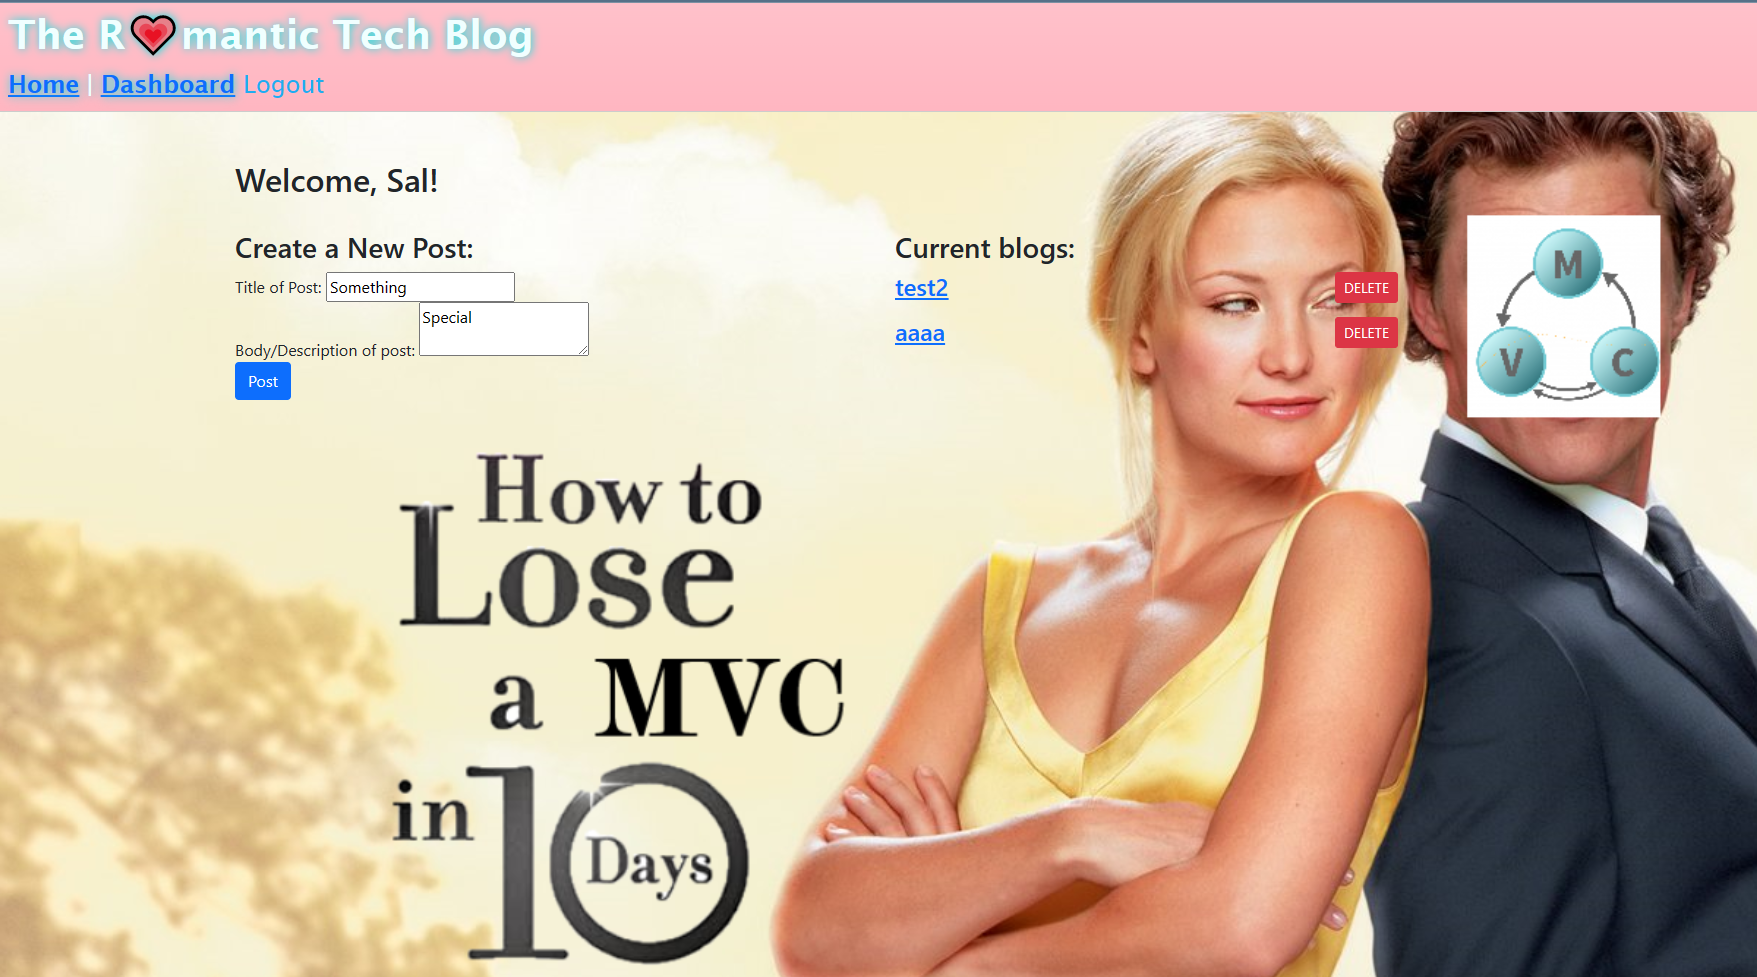 The R mantic Tech Blog
Home | Dashboard Logout
Welcome, Sal!
Create a New Post:
Title of Post: Something
Body/Description of post: Special
Post
Current blogs:
test2 DELETE
aaaa DELETE
M
V C
How to
Lose
a MVC
in 10
Days